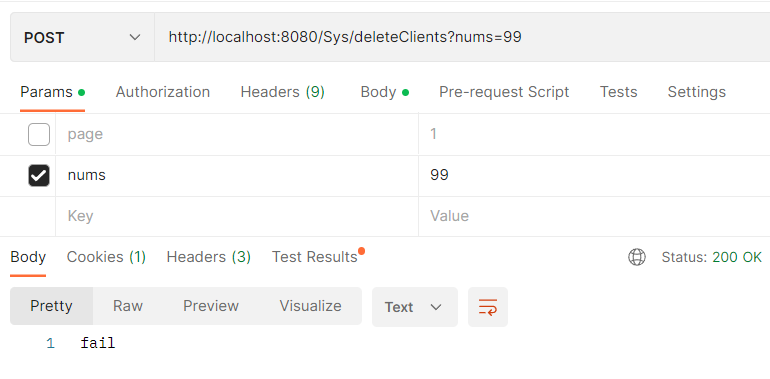 POST http://localhost:8080/Sys/deleteClients?nums=99
Params Authorization Headers (9) Body Pre-request Script Tests Settings
page 1
nums 99
Key Value
Body Cookies (1) Headers (3) Test Results Status: 200 OK
Pretty Raw Preview Visualize Text
1 fail